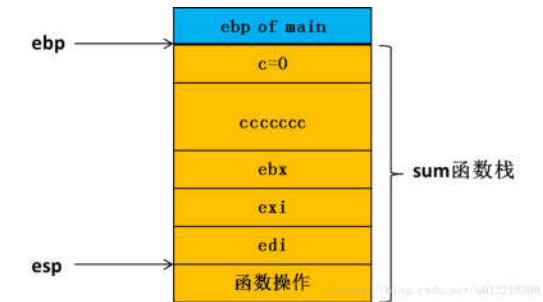 ebp of main
ebp
c=0
ccccccc
ebx
sum函数栈
exi
edi
esp
函数操作